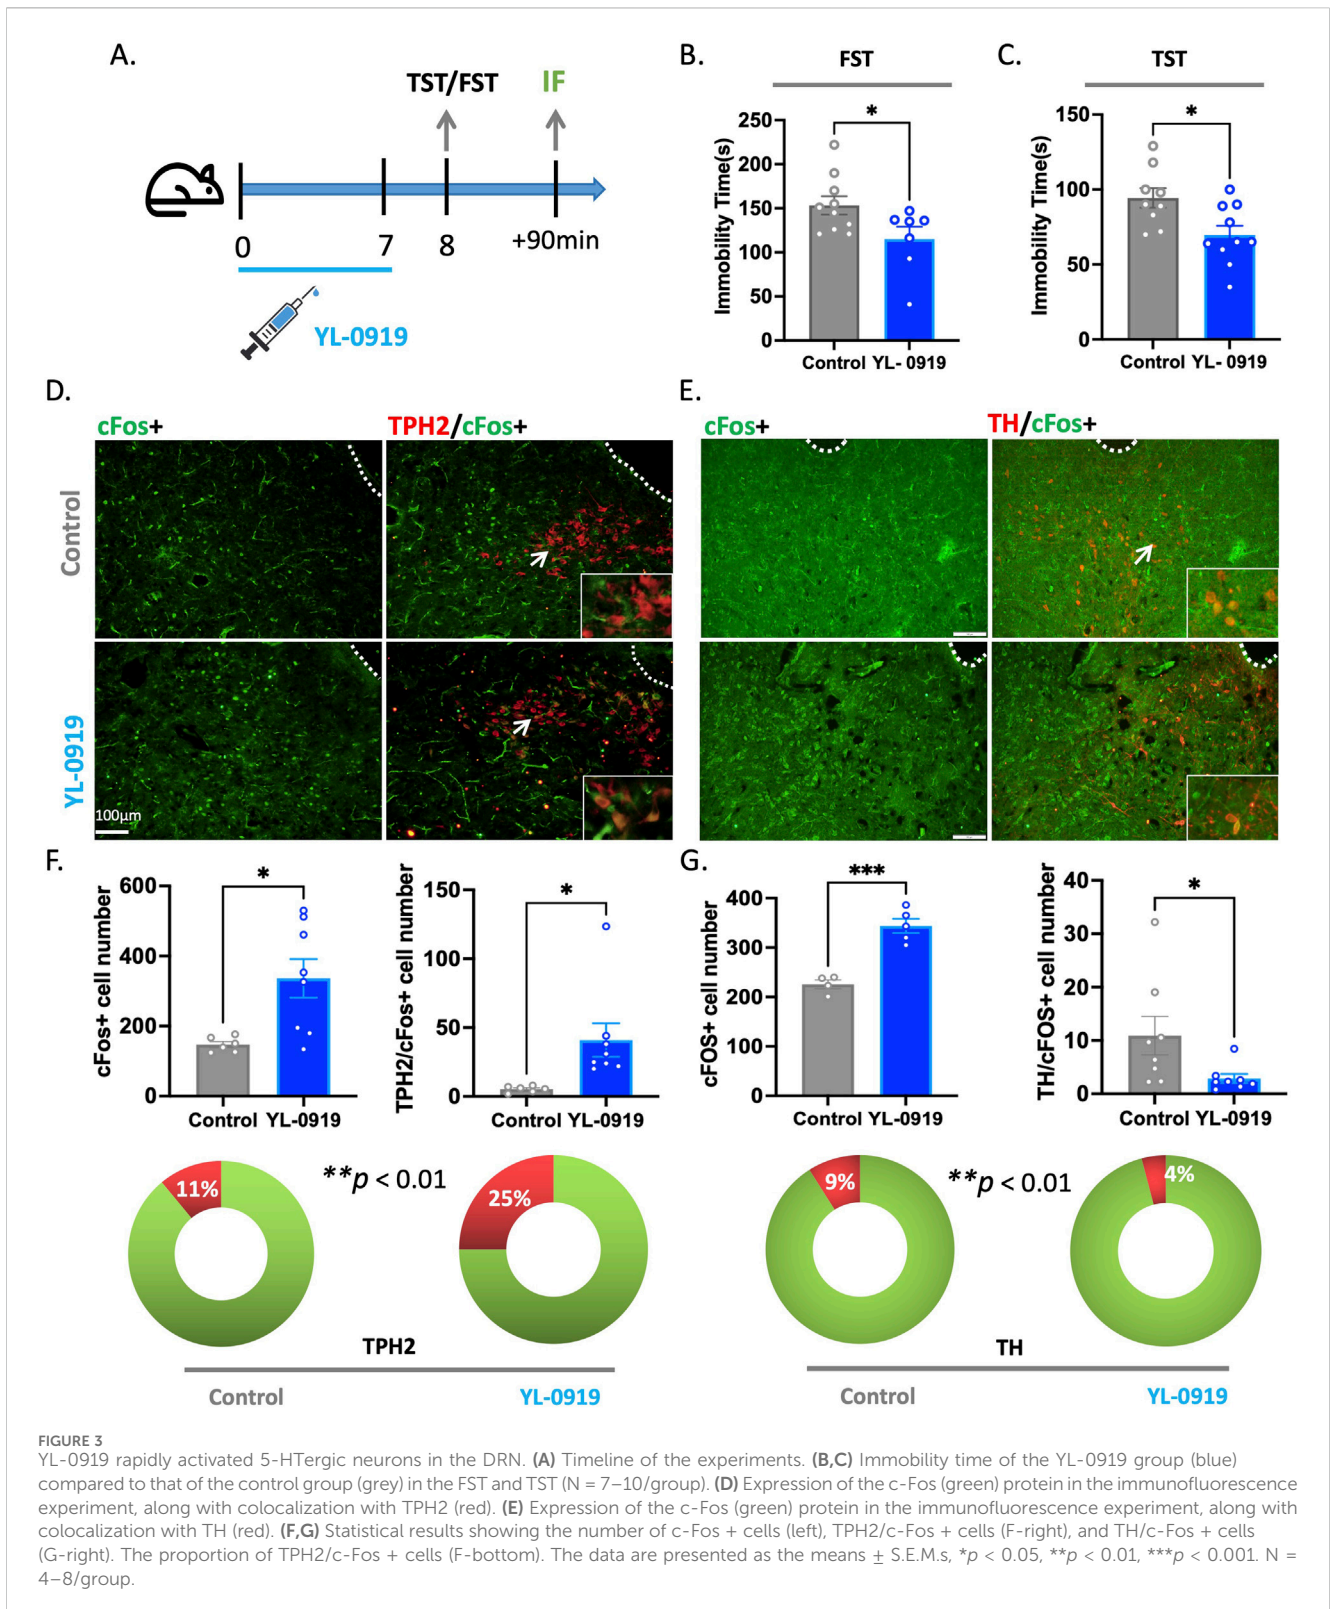 A.
TST/FST
IF
0
7
8
+90min
YL-0919
B.
FST
*
Immobility Time(s)
250
200
150
100
50
0
Control YL- 0919
C.
TST
*
Immobility Time(s)
150
100
50
0
Control YL- 0919
D.
cFos+
TPH2/cFos+
Control
YL-0919
100μm
E.
cFos+
TH/cFos+
F.
*
cFos+ cell number
600
400
200
0
Control YL-0919
*
TPH2/cFos+ cell number
150
100
50
0
Control YL-0919
G.
***
cFOS+ cell number
400
300
200
100
0
Control YL-0919
*
TH/cFOS+ cell number
40
30
20
10
0
Control YL-0919
11%
**p < 0.01
25%
TPH2
Control
YL-0919
9%
**p < 0.01
4%
TH
Control
YL-0919
FIGURE 3
YL-0919 rapidly activated 5-HTergic neurons in the DRN. (A) Timeline of the experiments. (B,C) Immobility time of the YL-0919 group (blue)
compared to that of the control group (grey) in the FST and TST (N = 7–10/group). (D) Expression of the c-Fos (green) protein in the immunofluorescence
experiment, along with colocalization with TPH2 (red). (E) Expression of the c-Fos (green) protein in the immunofluorescence experiment, along with
colocalization with TH (red). (F,G) Statistical results showing the number of c-Fos + cells (left), TPH2/c-Fos + cells (F-right), and TH/c-Fos + cells
(G-right). The proportion of TPH2/c-Fos + cells (F-bottom). The data are presented as the means ± S.E.M.s, *p < 0.05, **p < 0.01, ***p < 0.001. N =
4–8/group.